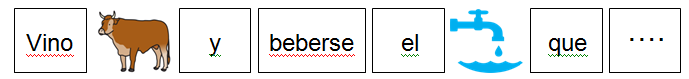 Vino y beberse el que ....